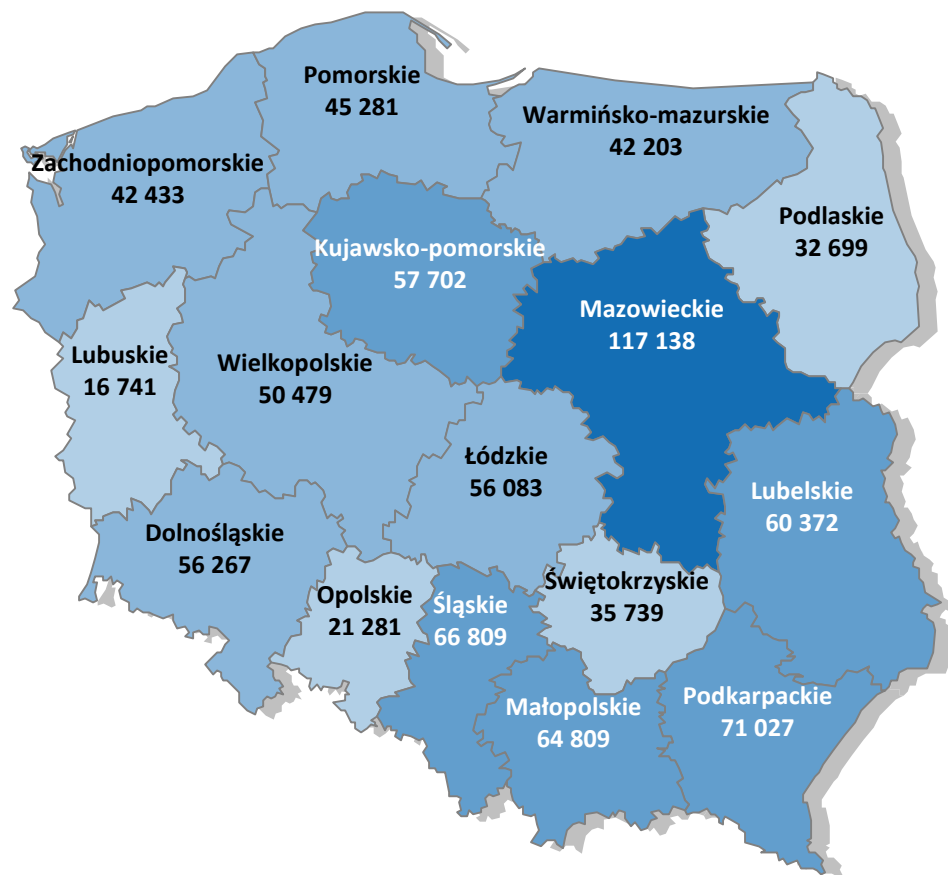 Pomorskie
45 281
Warmińsko-mazurskie
42 203
Zachodniopomorskie
42 433
Podlaskie
32 699
Kujawsko-pomorskie
57 702
Mazowieckie
117 138
Lubuskie
16 741
Wielkopolskie
50 479
Łódzkie
56 083
Lubelskie
60 372
Dolnośląskie
56 267
Opolskie
21 281
Śląskie
66 809
Świętokrzyskie
35 739
Małopolskie
64 809
Podkarpackie
71 027